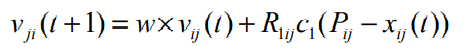 v_{ji}(t+1) = w × v_{ij}(t) + R_{1ij}c_1(P_{ij} − x_{ij}(t))